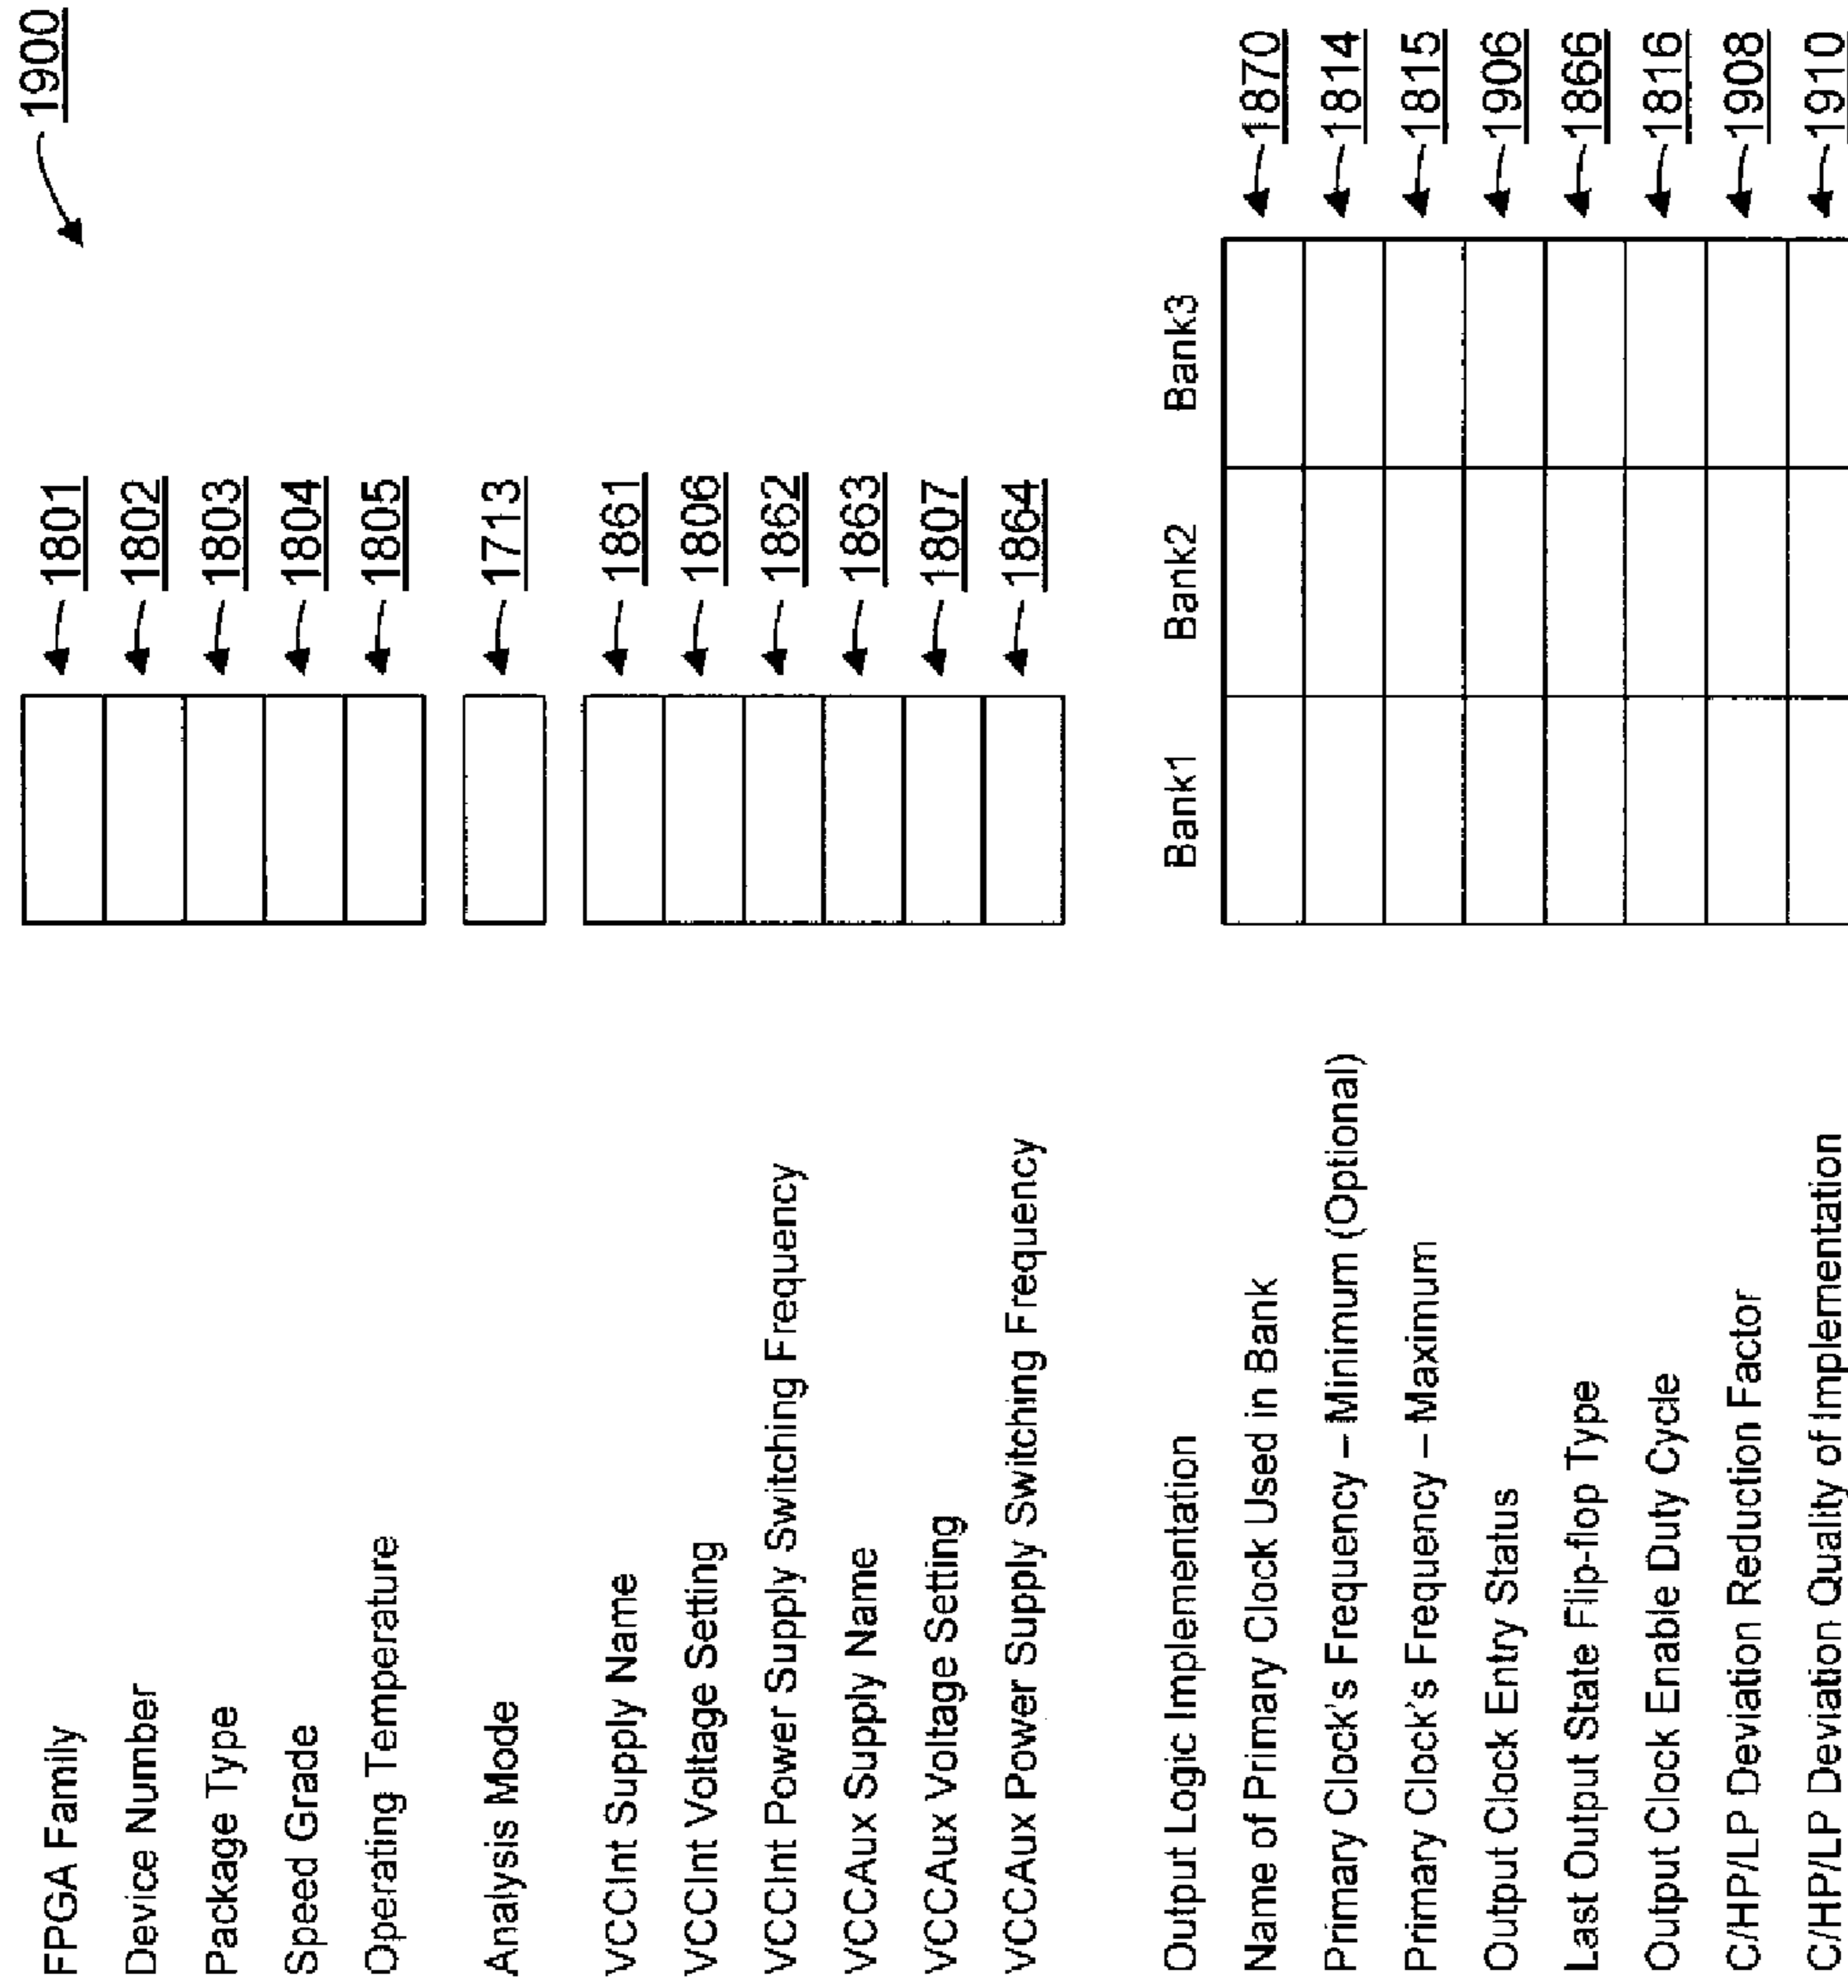 1900
FPGA Family 1801
Device Number 1802
Package Type 1803
Speed Grade 1804
Operating Temperature 1805
Analysis Mode 1713
VCCInt Supply Name 1861
VCCInt Voltage Setting 1806
VCCInt Power Supply Switching Frequency 1862
VCCAux Supply Name 1863
VCCAux Voltage Setting 1807
VCCAux Power Supply Switching Frequency 1864
Output Logic Implementation Bank1 Bank2 Bank3
Name of Primary Clock Used in Bank 1870
Primary Clock's Frequency – Minimum (Optional) 1814
Primary Clock's Frequency – Maximum 1815
Output Clock Entry Status 1906
Last Output State Flip-flop Type 1866
Output Clock Enable Duty Cycle 1816
C/HP/LP Deviation Reduction Factor 1908
C/HP/LP Deviation Quality of Implementation 1910